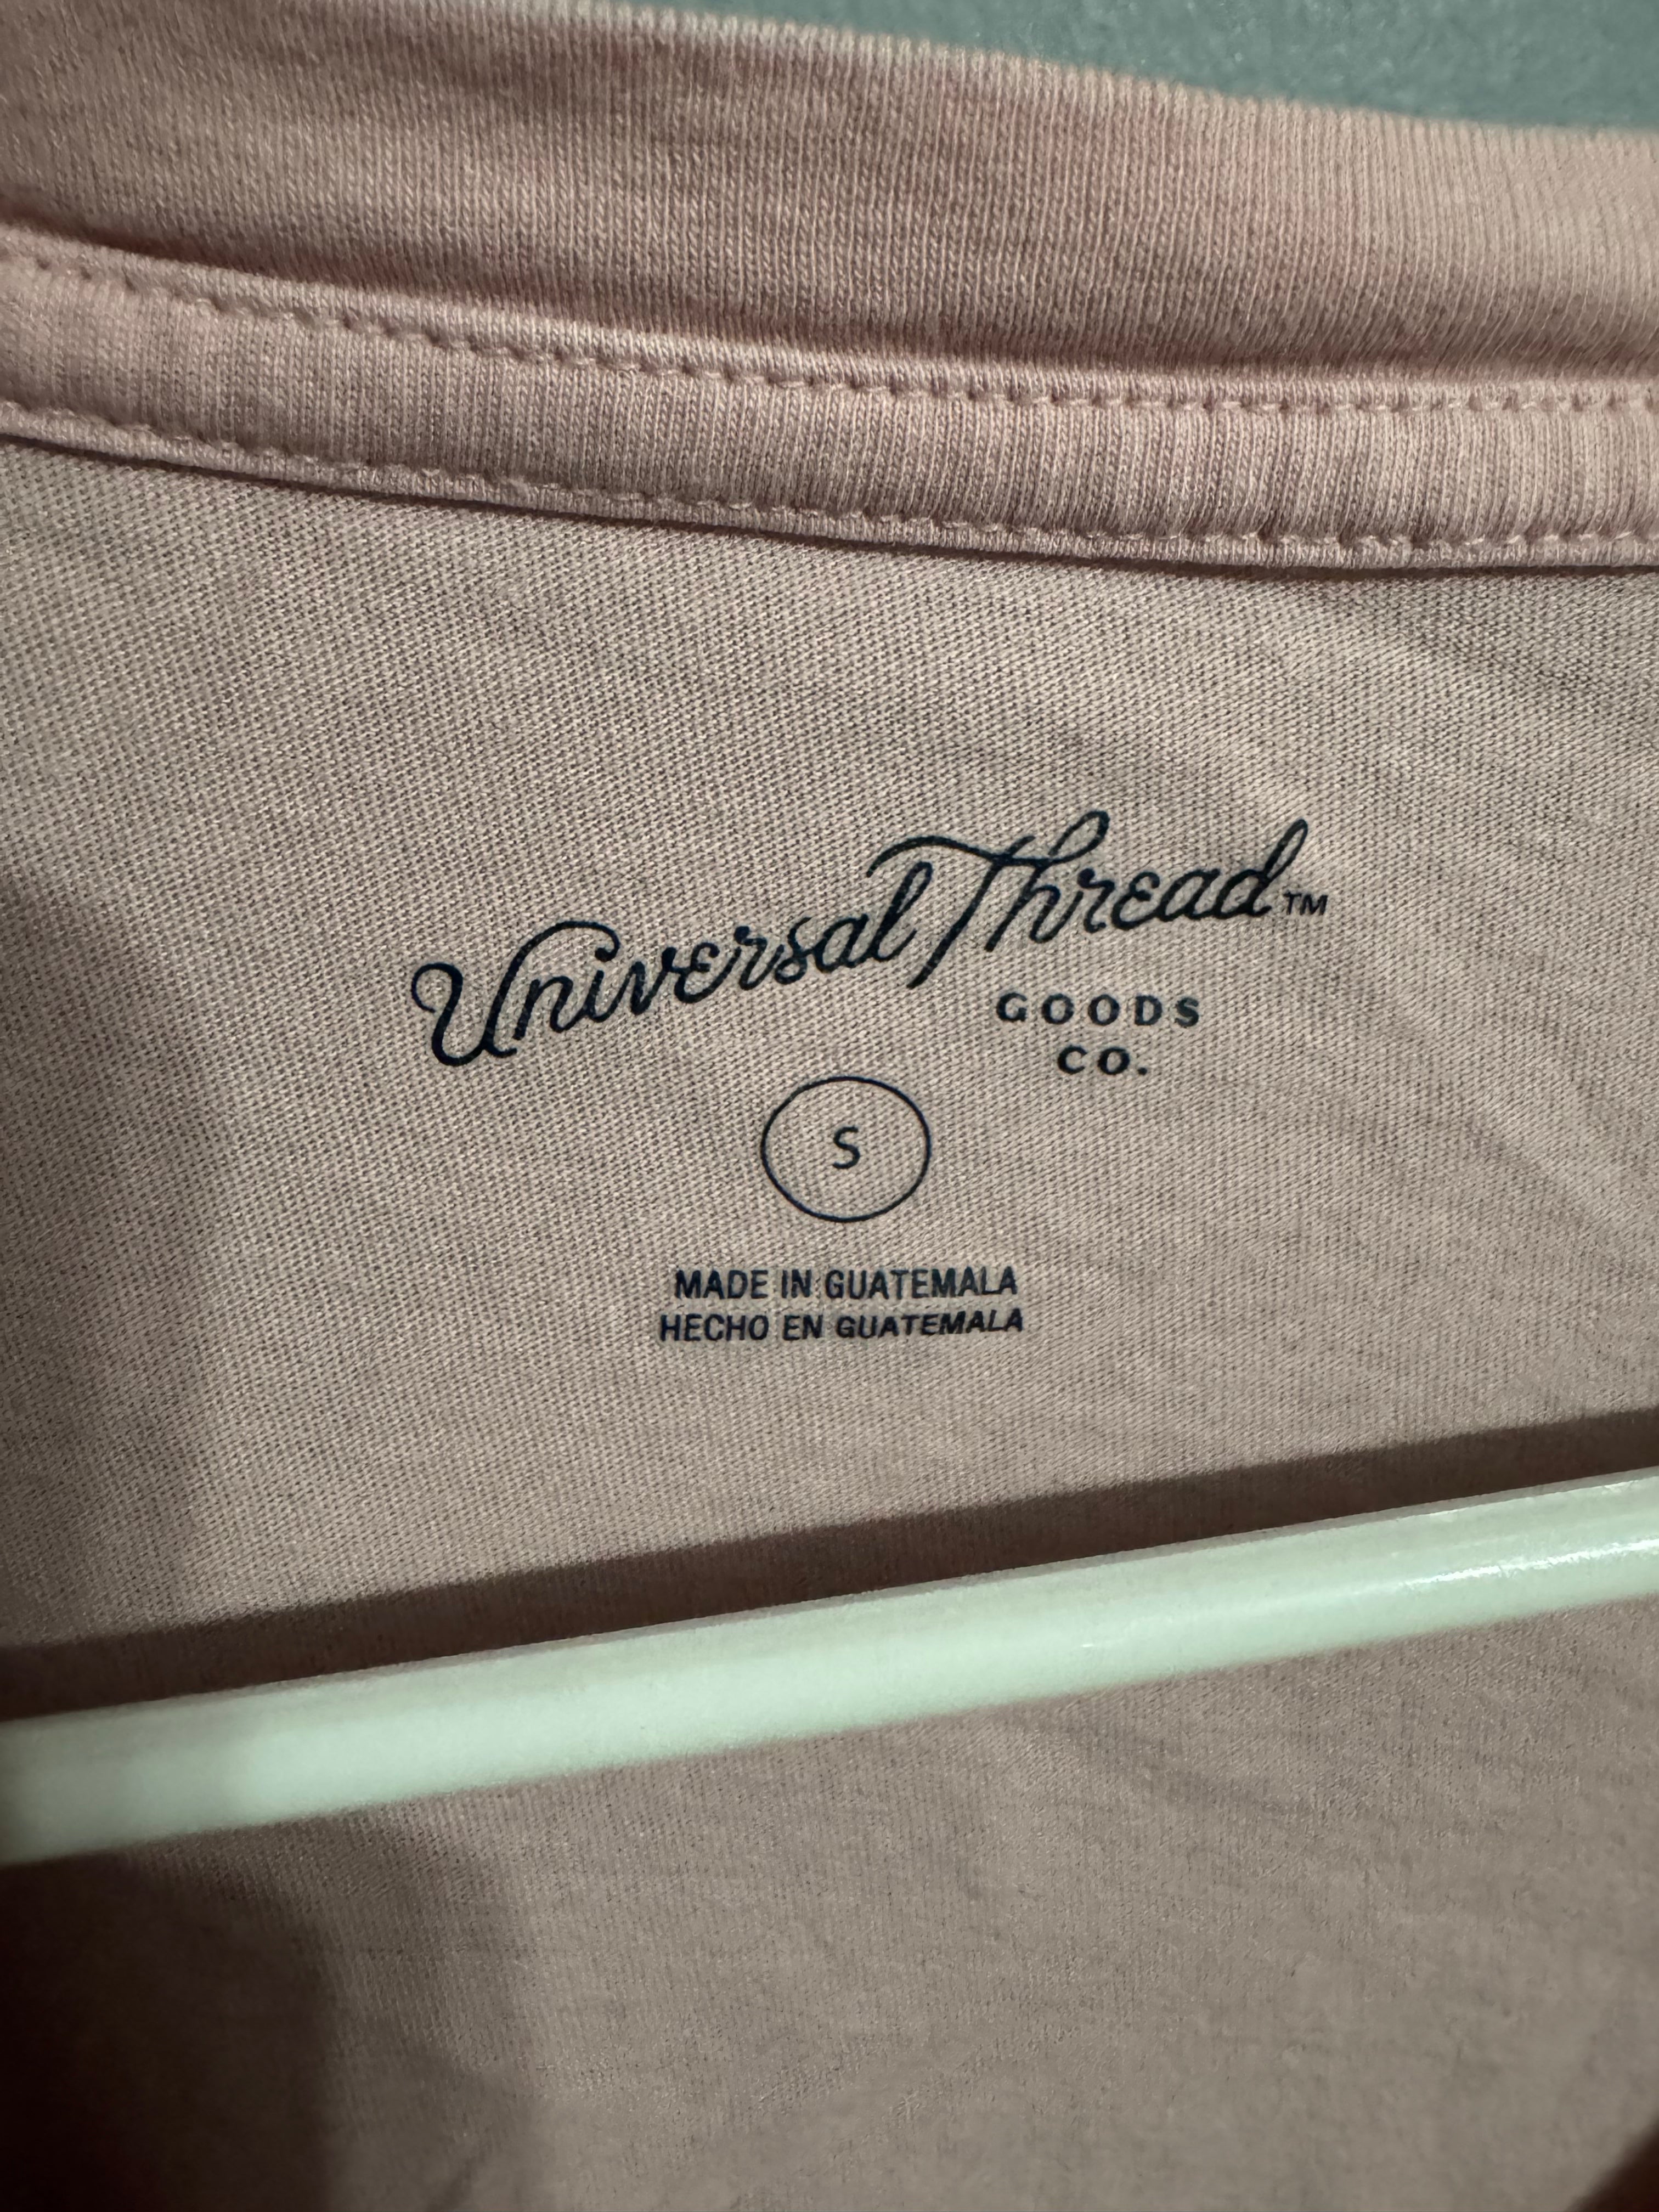 Universal Thread™
GOODS
CO.
S
MADE IN GUATEMALA
HECHO EN GUATEMALA